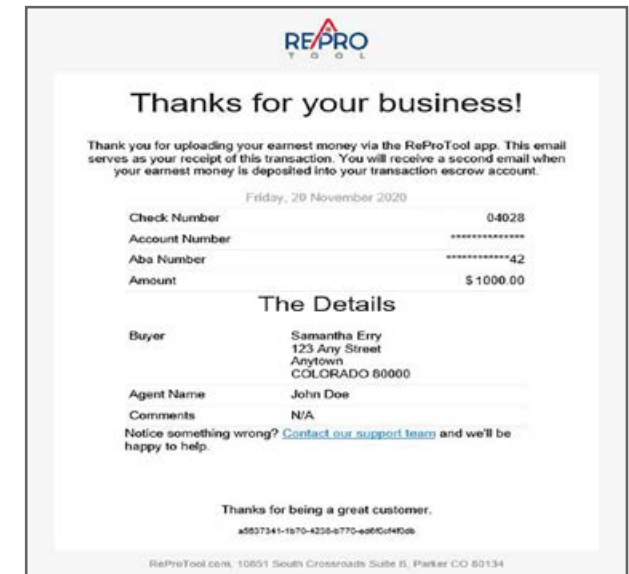 RE/PRO
TOOL
Thanks for your business!
Thank you for uploading your earnest money via the ReProTool app. This email
serves as your receipt of this transaction. You will receive a second email when
your earnest money is deposited into your transaction escrow account.
Friday, 20 November 2020
Check Number 04028
Account Number **************
Aba Number ************42
Amount $1000.00
The Details
Buyer Samantha Erry
123 Any Street
Anytown
COLORADO 80000
Agent Name John Doe
Comments N/A
Notice something wrong? Contact our support team and we'll be
happy to help.
Thanks for being a great customer.
ReProTool.com, 10851 South Crossroads Suite B, Parker CO 80134